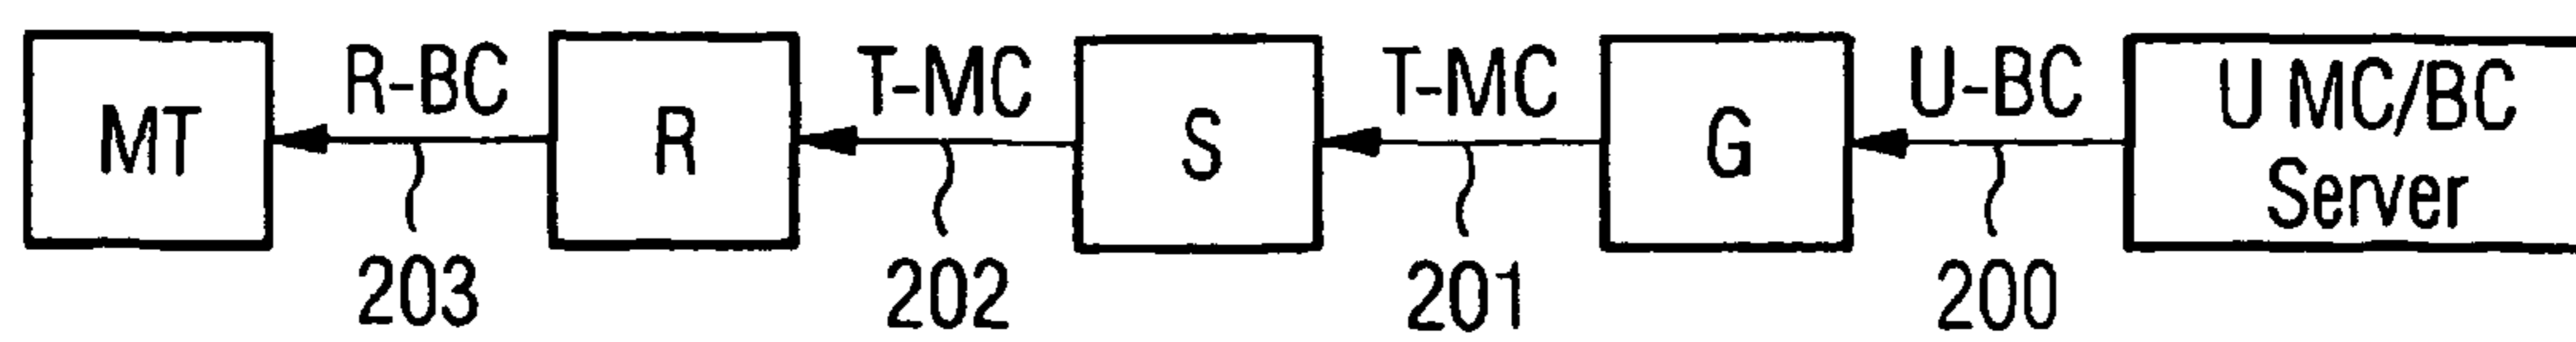 R-BC T-MC T-MC U-BC
MT R S G U MC/BC
Server
203 202 201 200